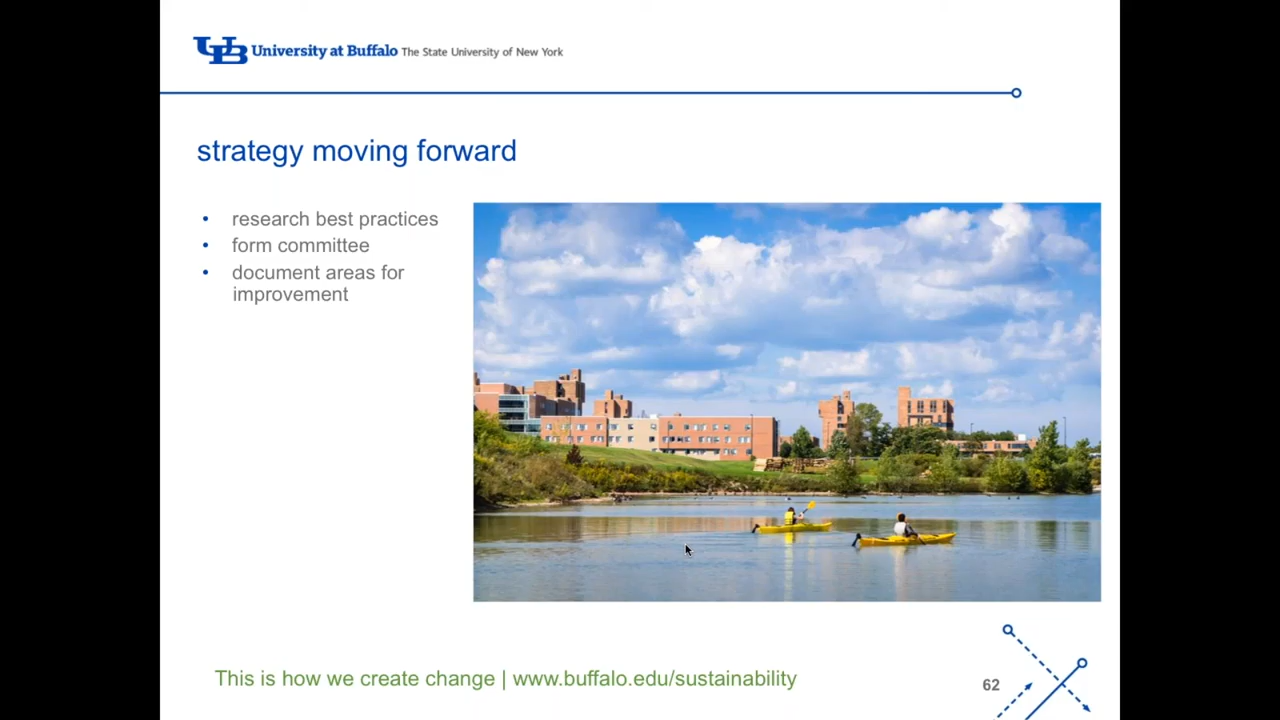 UB University at Buffalo The State University of New York
strategy moving forward
• research best practices
• form committee
• document areas for
improvement
This is how we create change | www.buffalo.edu/sustainability
62